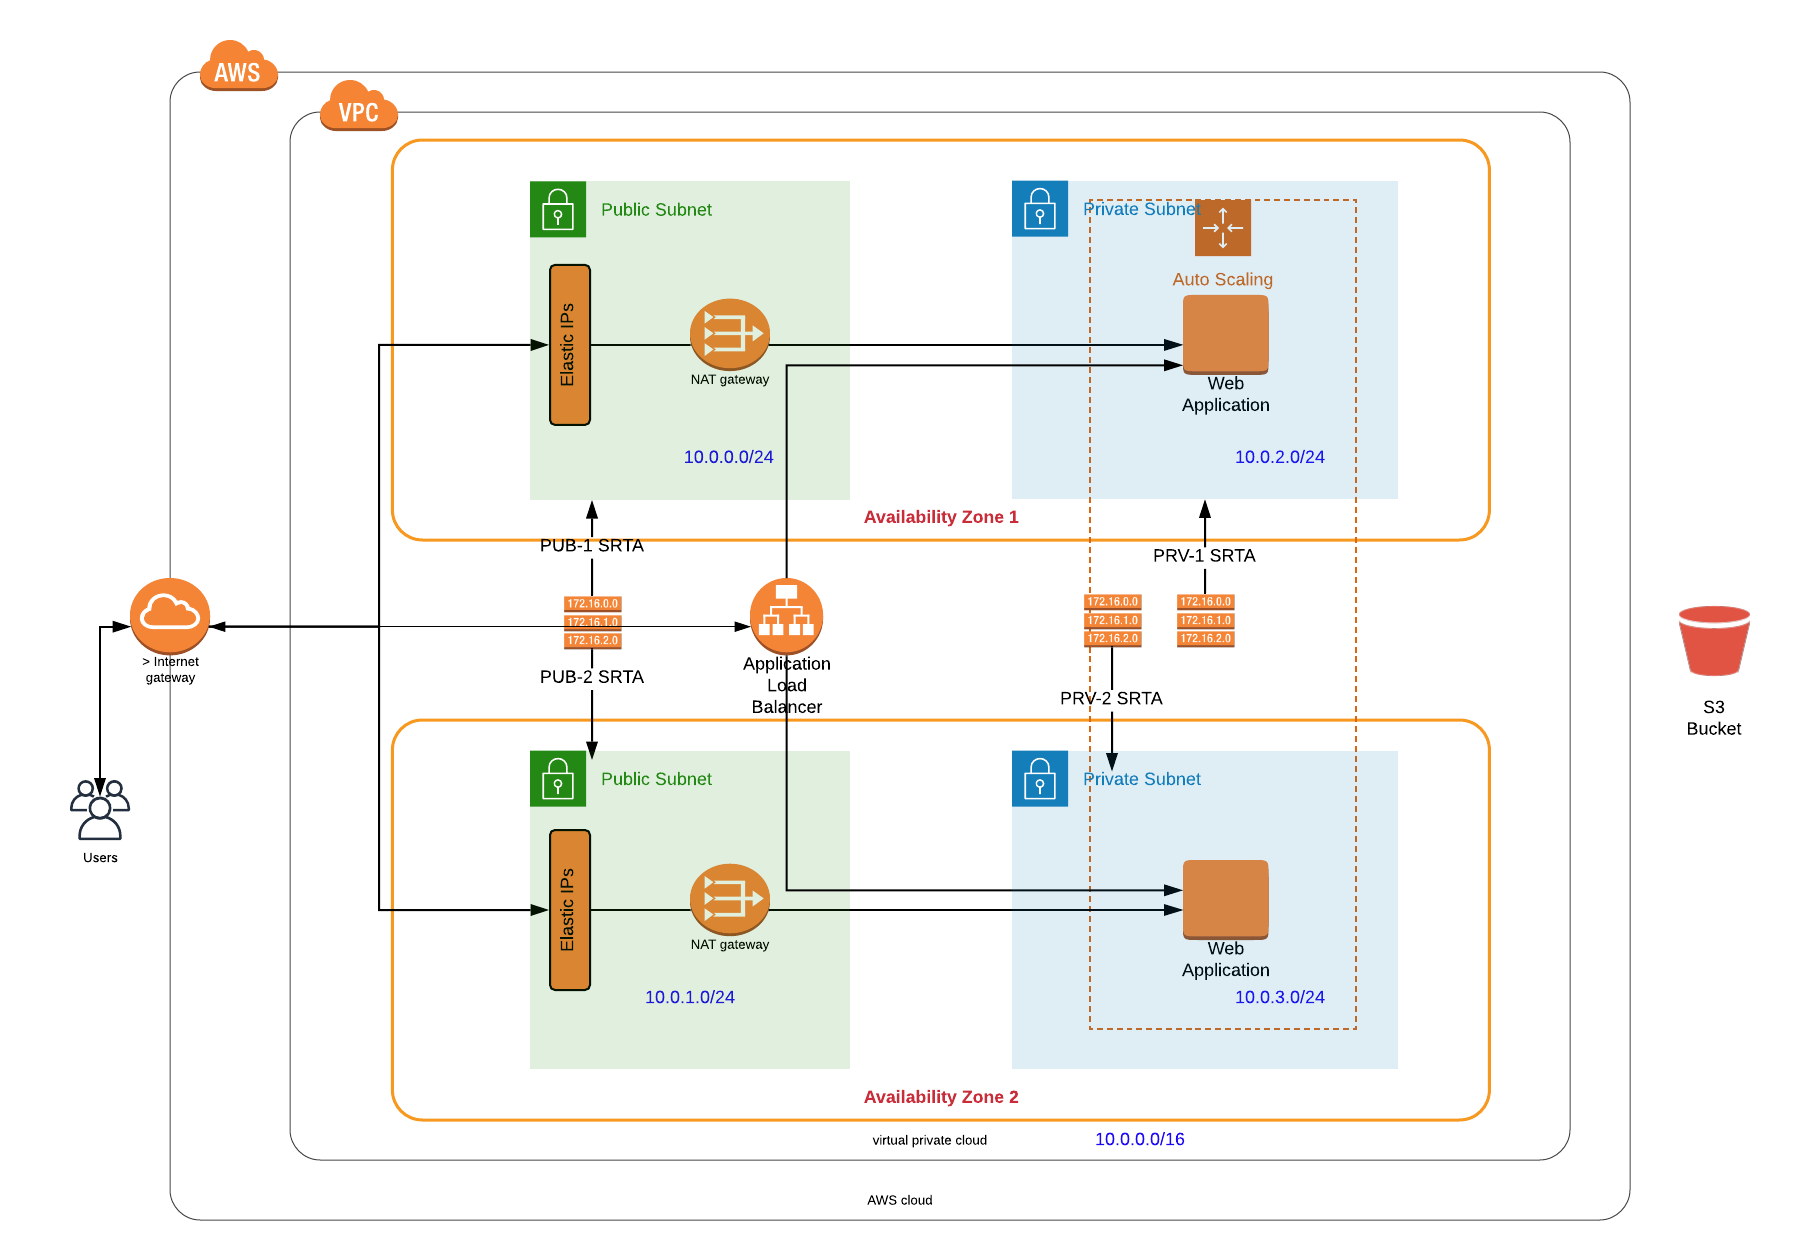 AWS
VPC
Public Subnet
Private Subnet
Auto Scaling
Elastic IPs
NAT gateway
Web
Application
10.0.0.0/24
10.0.2.0/24
Availability Zone 1
PUB-1 SRTA
PRV-1 SRTA
172.16.0.0
172.16.1.0
172.16.2.0
172.16.0.0
172.16.1.0
172.16.2.0
172.16.0.0
172.16.1.0
172.16.2.0
> Internet
gateway
Application
Load
Balancer
PUB-2 SRTA
PRV-2 SRTA
S3
Bucket
Public Subnet
Private Subnet
Users
Elastic IPs
NAT gateway
Web
Application
10.0.1.0/24
10.0.3.0/24
Availability Zone 2
virtual private cloud
10.0.0.0/16
AWS cloud